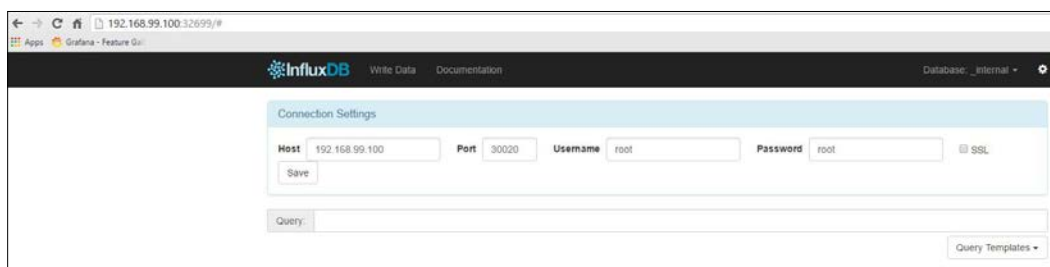 192.168.99.100:32699/#
Apps Grafana - Feature Gal
InfluxDB Write Data Documentation Database: _internal
Connection Settings
Host 192.168.99.100 Port 30020 Username root Password root SSL
Save
Query:
Query Templates